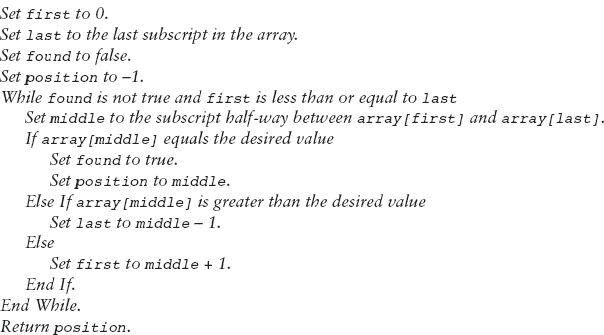 Set first to 0.
Set last to the last subscript in the array.
Set found to false.
Set position to –1.
While found is not true and first is less than or equal to last
Set middle to the subscript half-way between array[first] and array[last].
If array[middle] equals the desired value
Set found to true.
Set position to middle.
Else If array[middle] is greater than the desired value
Set last to middle – 1.
Else
Set first to middle + 1.
End If.
End While.
Return position.